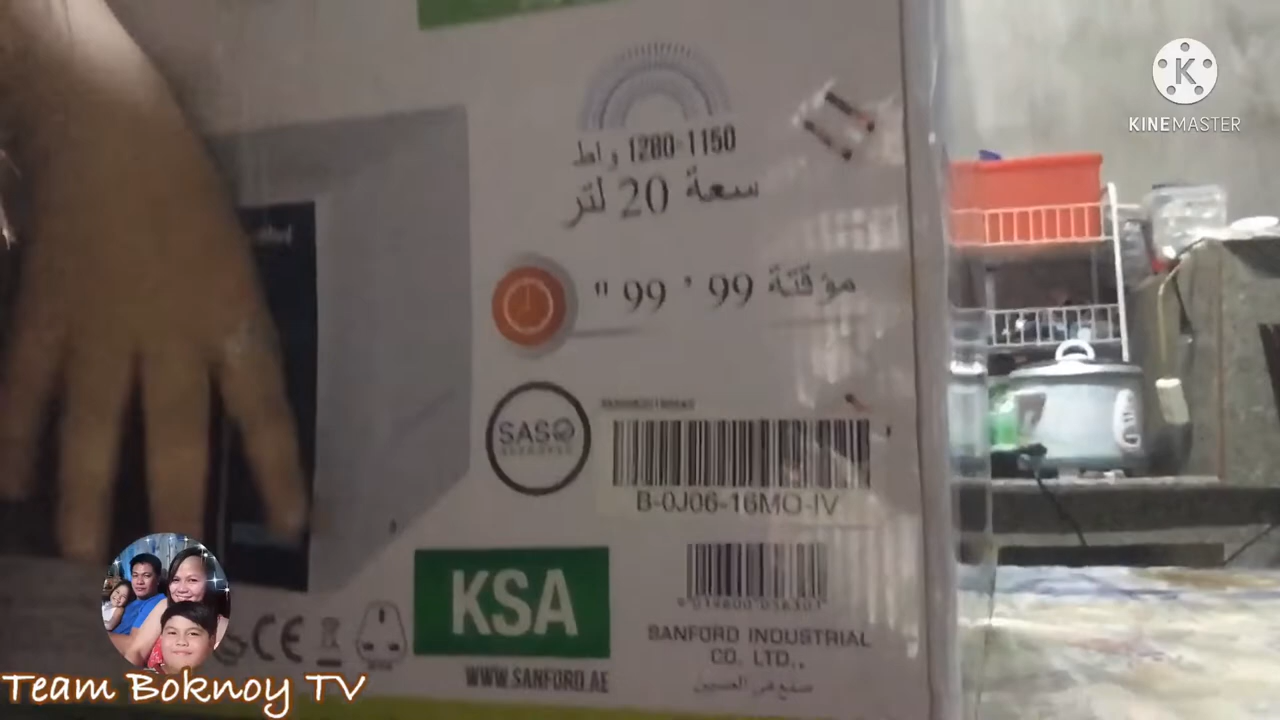 KINEMASTER
1280-1150 واط
سعة 20 لتر
مؤقتة 99 ' 99 "
SASO
APPROVED
B-0J06-16MO-IV
KSA
SANFORD INDUSTRIAL
CO. LTD.,
CE
WWW.SANFORD.AE
صنع في الصين
Team Boknoy TV